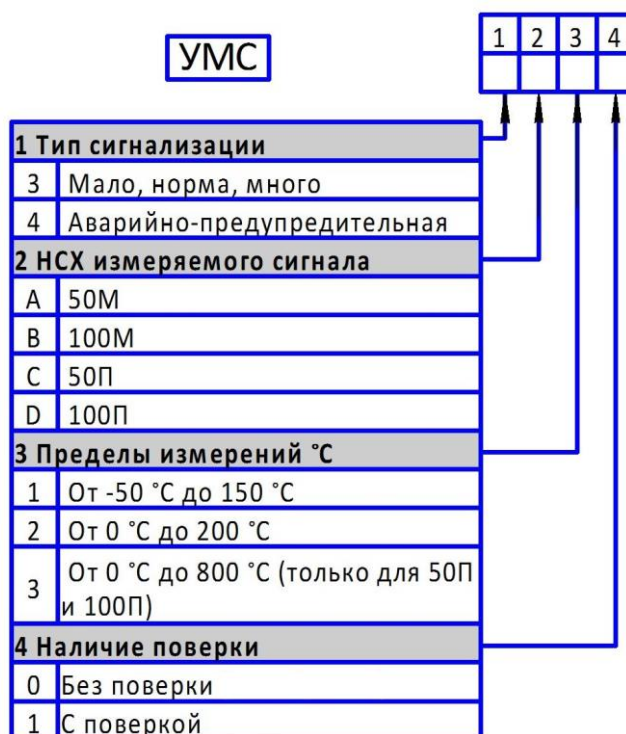 УМС
1 2 3 4
1 Тип сигнализации
3 Мало, норма, много
4 Аварийно-предупредительная
2 НСХ измеряемого сигнала
A 50М
B 100М
C 50П
D 100П
3 Пределы измерений °С
1 От -50 °С до 150 °С
2 От 0 °С до 200 °С
3 От 0 °С до 800 °С (только для 50П
и 100П)
4 Наличие поверки
0 Без поверки
1 С поверкой